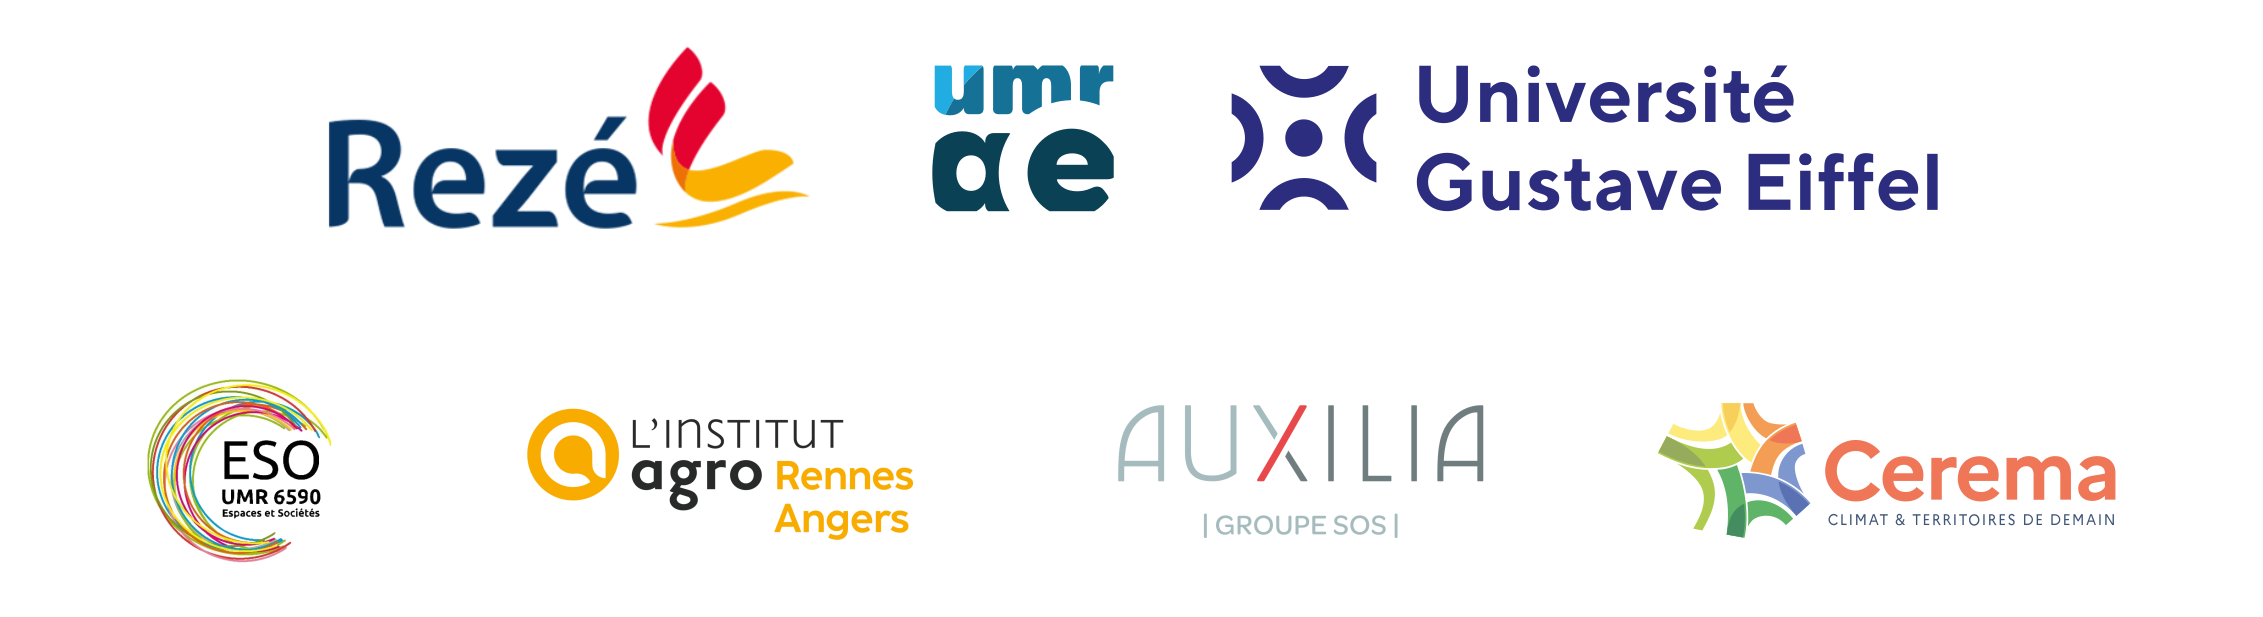 Rezé
umr
ae
Université
Gustave Eiffel
ESO
UMR 6590
Espaces et Sociétés
L'INSTITUT
agro Rennes
Angers
AUXILIA
| GROUPE SOS |
Cerema
CLIMAT & TERRITOIRES DE DEMAIN